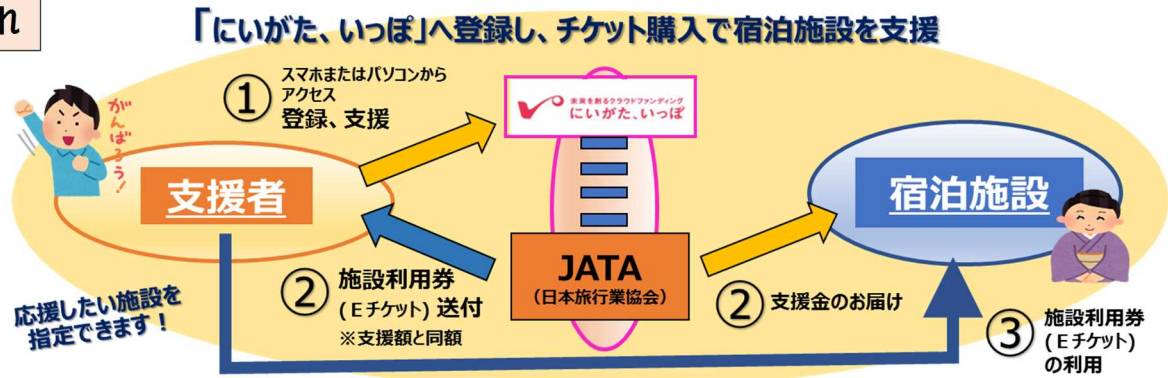 れ
「にいがた、いっぽ」へ登録し、チケット購入で宿泊施設を支援
①
スマホまたはパソコンから
アクセス
登録、支援
未来を創るクラウドファンディング
にいがた、いっぽ
がんばろう!
支援者
宿泊施設
JATA
（日本旅行業協会）
②
施設利用券
(Eチケット) 送付
※支援額と同額
②
支援金のお届け
応援したい施設を
指定できます！
③
施設利用券
(Eチケット)
の利用